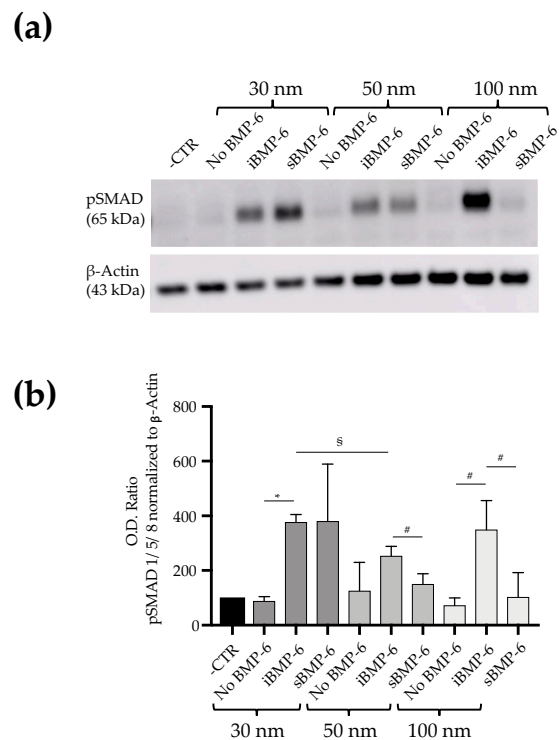 (a)
30 nm 50 nm 100 nm
-CTR No BMP-6 iBMP-6 sBMP-6 No BMP-6 iBMP-6 sBMP-6 No BMP-6 iBMP-6 sBMP-6
pSMAD
(65 kDa)
β-Actin
(43 kDa)
(b)
O.D. Ratio
pSMAD 1/ 5/ 8 normalized to β-Actin
800
600
400
200
0
* § # # #
-CTR No BMP-6 iBMP-6 sBMP-6 No BMP-6 iBMP-6 sBMP-6 No BMP-6 iBMP-6 sBMP-6
30 nm 50 nm 100 nm